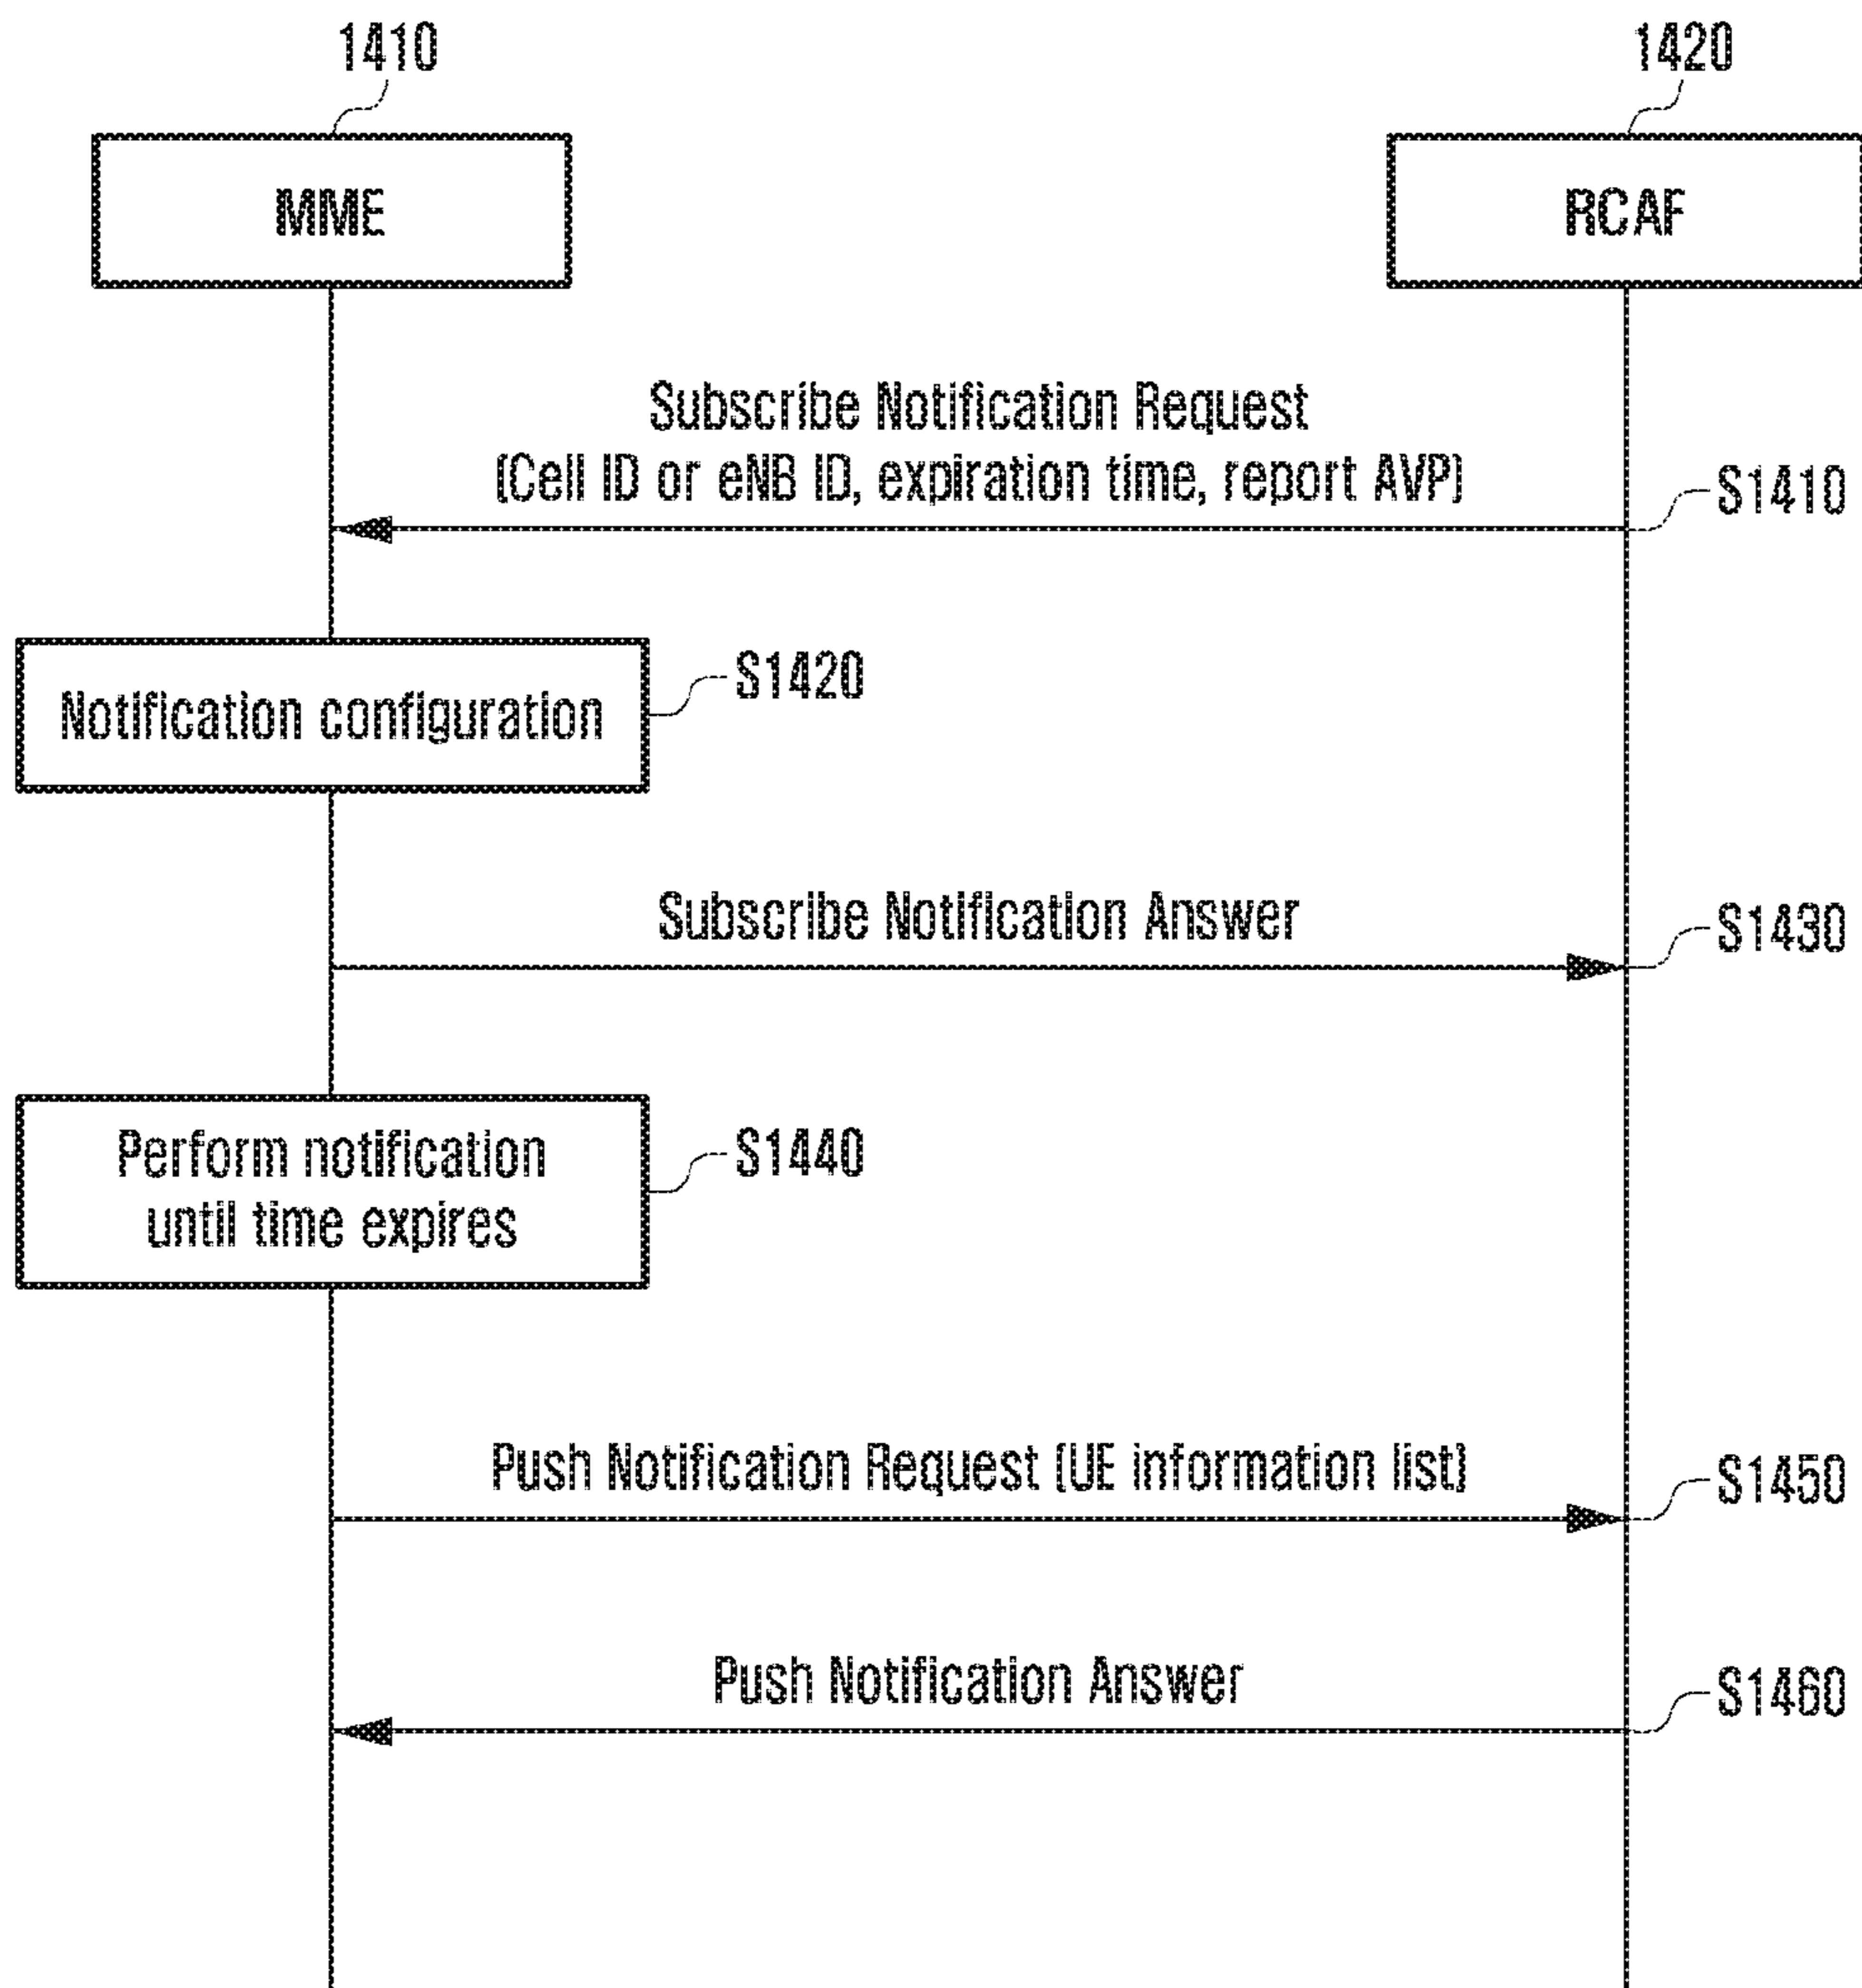 1410
1420
MME
RCAF
Subscribe Notification Request
(Cell ID or eNB ID, expiration time, report AVP)
S1410
Notification configuration
S1420
Subscribe Notification Answer
S1430
Perform notification
until time expires
S1440
Push Notification Request (UE information list)
S1450
Push Notification Answer
S1460